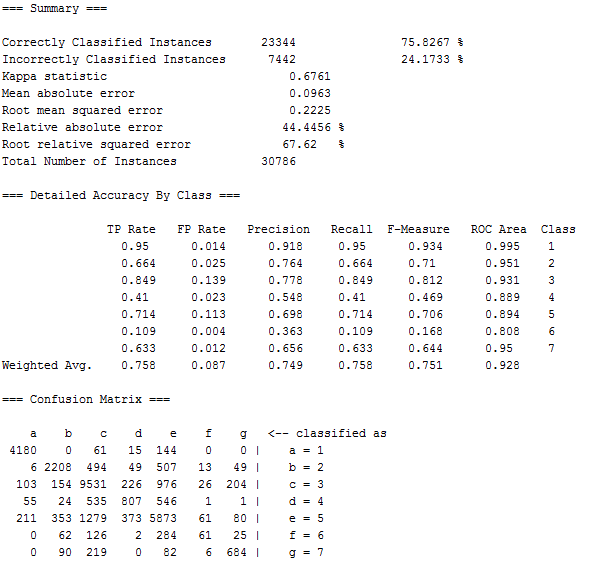 === Summary ===
Correctly Classified Instances 23344 75.8267 %
Incorrectly Classified Instances 7442 24.1733 %
Kappa statistic 0.6761
Mean absolute error 0.0963
Root mean squared error 0.2225
Relative absolute error 44.4456 %
Root relative squared error 67.62 %
Total Number of Instances 30786
=== Detailed Accuracy By Class ===
TP Rate FP Rate Precision Recall F-Measure ROC Area Class
0.95 0.014 0.918 0.95 0.934 0.995 1
0.664 0.025 0.764 0.664 0.71 0.951 2
0.849 0.139 0.778 0.849 0.812 0.931 3
0.41 0.023 0.548 0.41 0.469 0.889 4
0.714 0.113 0.698 0.714 0.706 0.894 5
0.109 0.004 0.363 0.109 0.168 0.808 6
0.633 0.012 0.656 0.633 0.644 0.95 7
Weighted Avg. 0.758 0.087 0.749 0.758 0.751 0.928
=== Confusion Matrix ===
a b c d e f g <-- classified as
4180 0 61 15 144 0 0 | a = 1
6 2208 494 49 507 13 49 | b = 2
103 154 9531 226 976 26 204 | c = 3
55 24 535 807 546 1 1 | d = 4
211 353 1279 373 5873 61 80 | e = 5
0 62 126 2 284 61 25 | f = 6
0 90 219 0 82 6 684 | g = 7